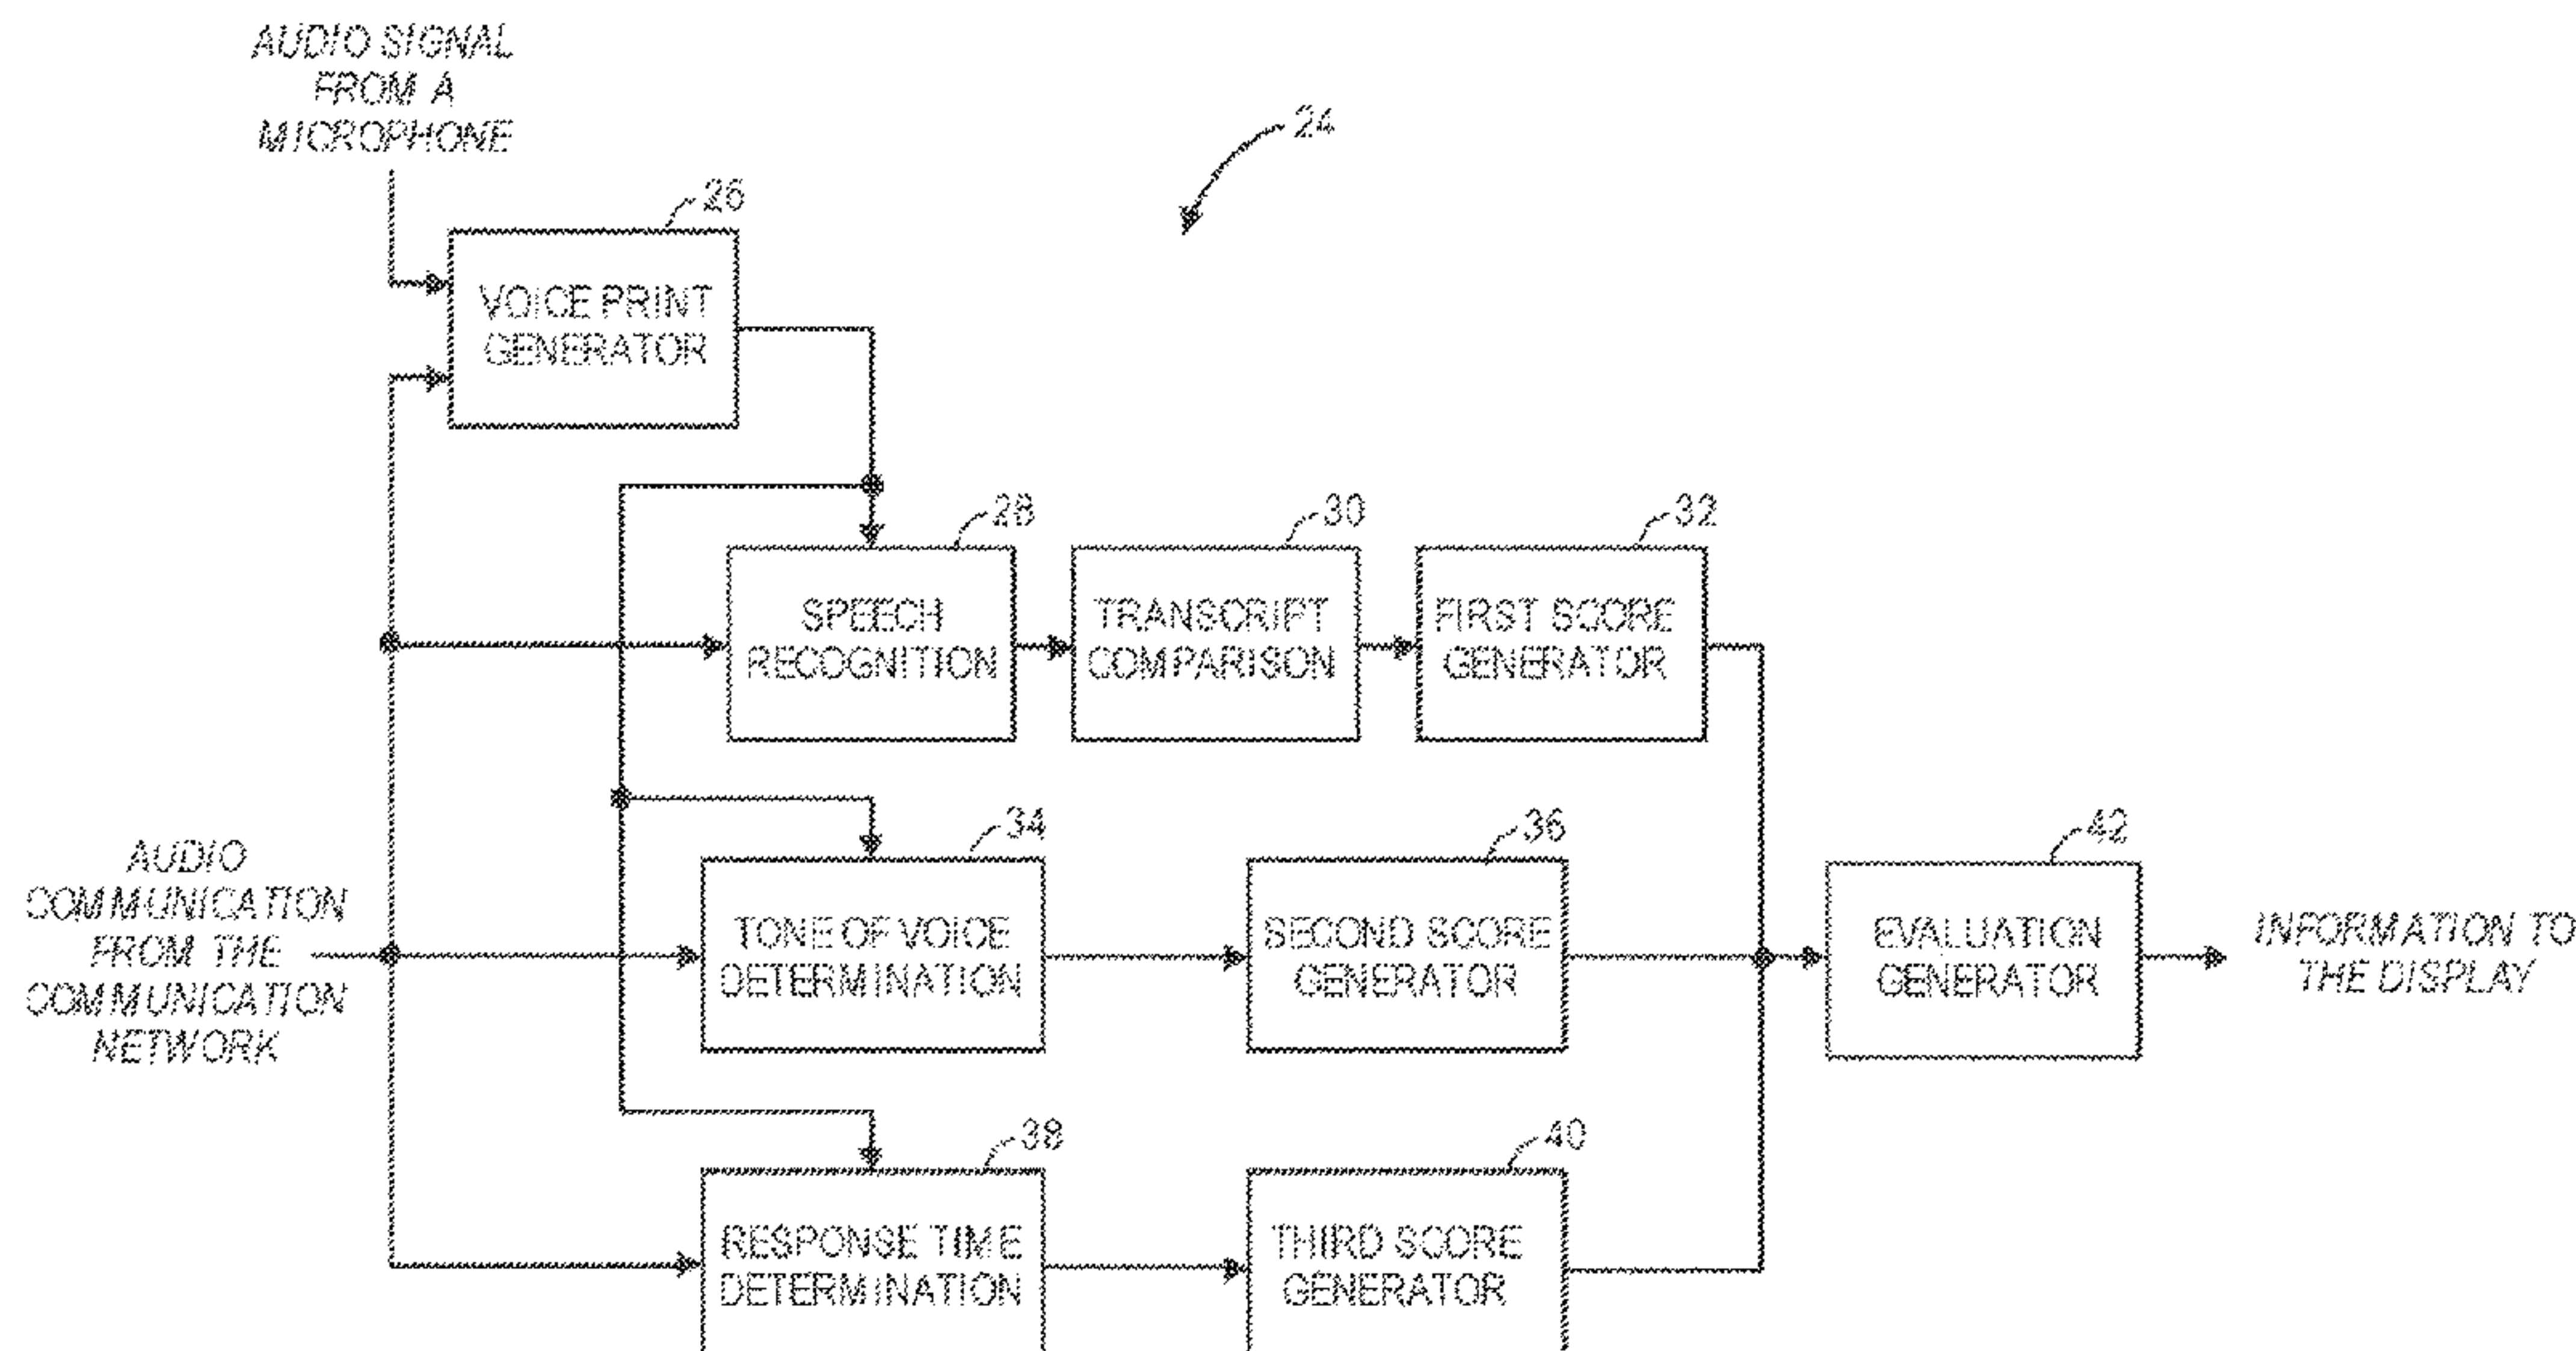 AUDIO SIGNAL
FROM A
MICROPHONE
24
26
VOICE PRINT
GENERATOR
28
30
32
SPEECH
RECOGNITION
TRANSCRIPT
COMPARISON
FIRST SCORE
GENERATOR
34
36
42
AUDIO
COMMUNICATION
FROM THE
COMMUNICATION
NETWORK
TONE OF VOICE
DETERMINATION
SECOND SCORE
GENERATOR
EVALUATION
GENERATOR
INFORMATION TO
THE DISPLAY
38
40
RESPONSE TIME
DETERMINATION
THIRD SCORE
GENERATOR